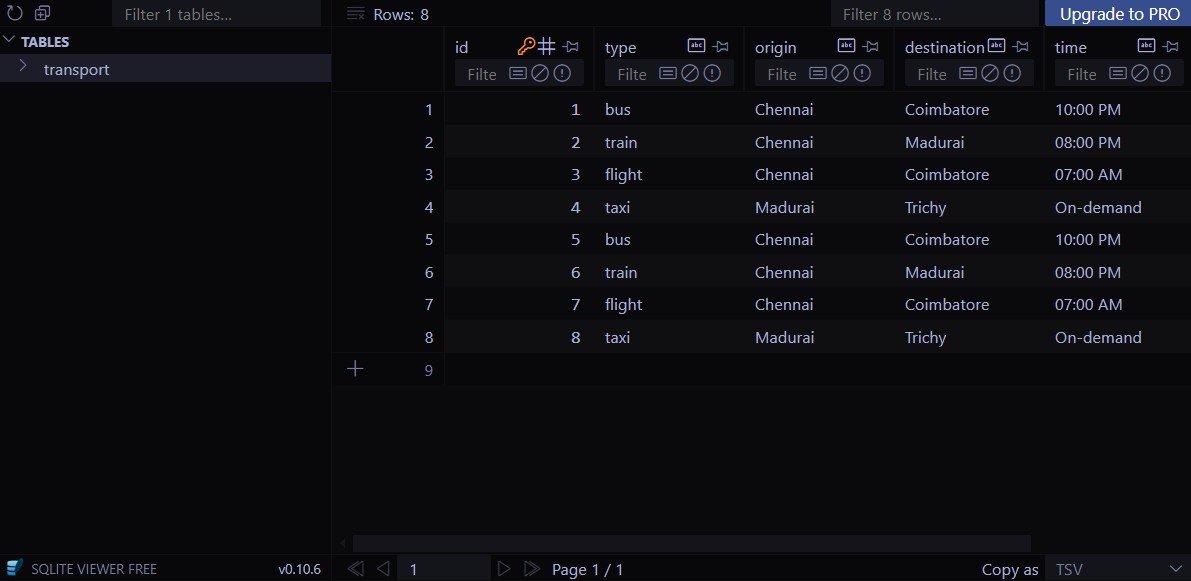 Filter 1 tables... Rows: 8 Filter 8 rows... Upgrade to PRO
TABLES
transport
id type abc origin abc destination abc time abc
Filte Filte Filte Filte Filte
1 1 bus Chennai Coimbatore 10:00 PM
2 2 train Chennai Madurai 08:00 PM
3 3 flight Chennai Coimbatore 07:00 AM
4 4 taxi Madurai Trichy On-demand
5 5 bus Chennai Coimbatore 10:00 PM
6 6 train Chennai Madurai 08:00 PM
7 7 flight Chennai Coimbatore 07:00 AM
8 8 taxi Madurai Trichy On-demand
9
SQLITE VIEWER FREE v0.10.6 1 Page 1 / 1 Copy as TSV